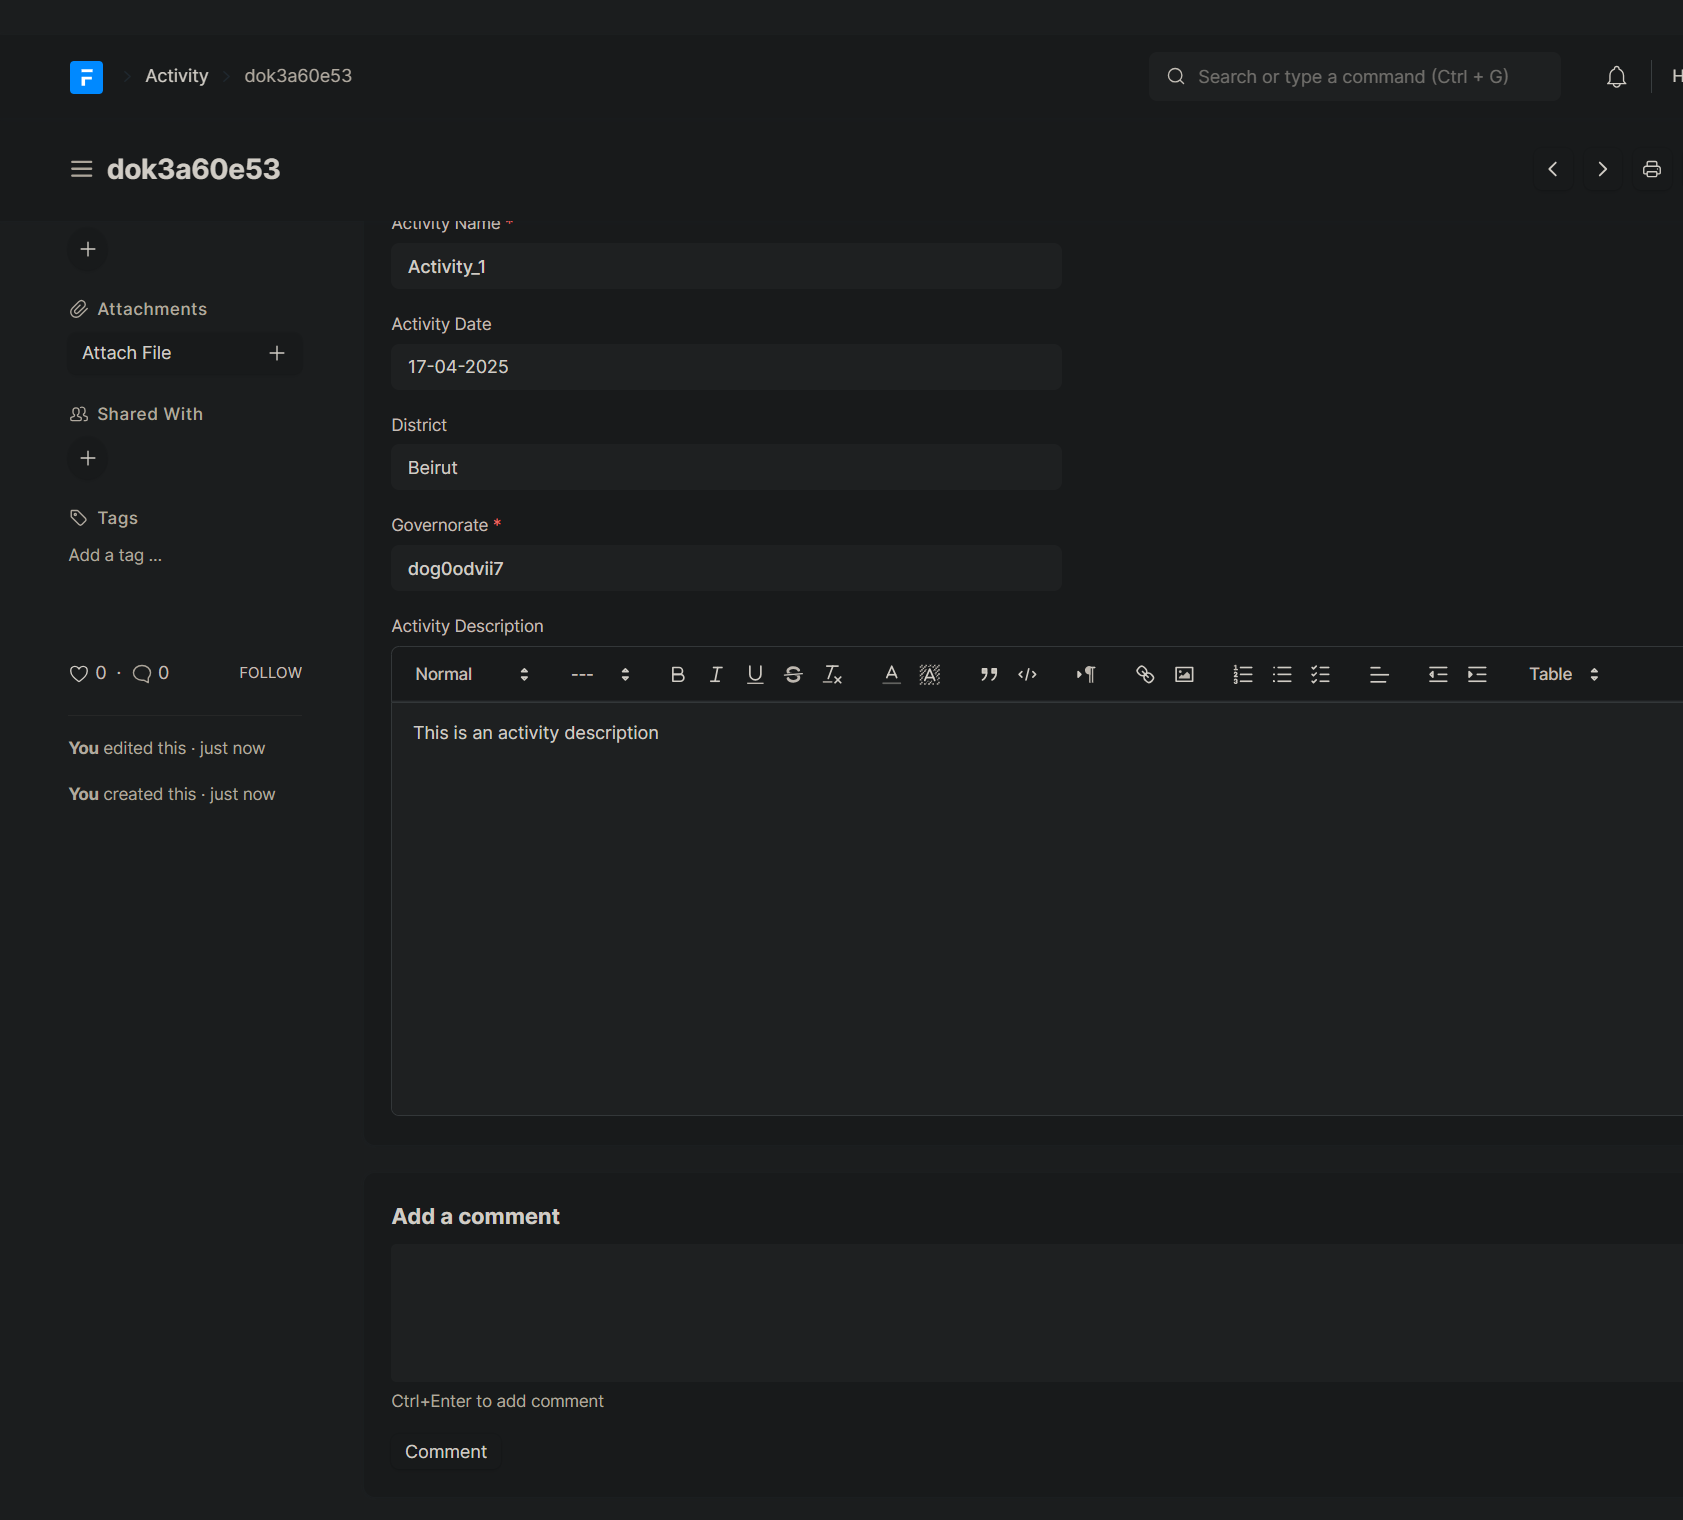 Activity
dok3a60e53
Search or type a command (Ctrl + G)
dok3a60e53
Activity Name *
Activity_1
Attachments
Attach File
Activity Date
17-04-2025
Shared With
District
Beirut
Tags
Add a tag ...
Governorate *
dog0odvii7
Activity Description
0 · 0 FOLLOW
Normal --- Table
You edited this · just now
You created this · just now
This is an activity description
Add a comment
Ctrl+Enter to add comment
Comment